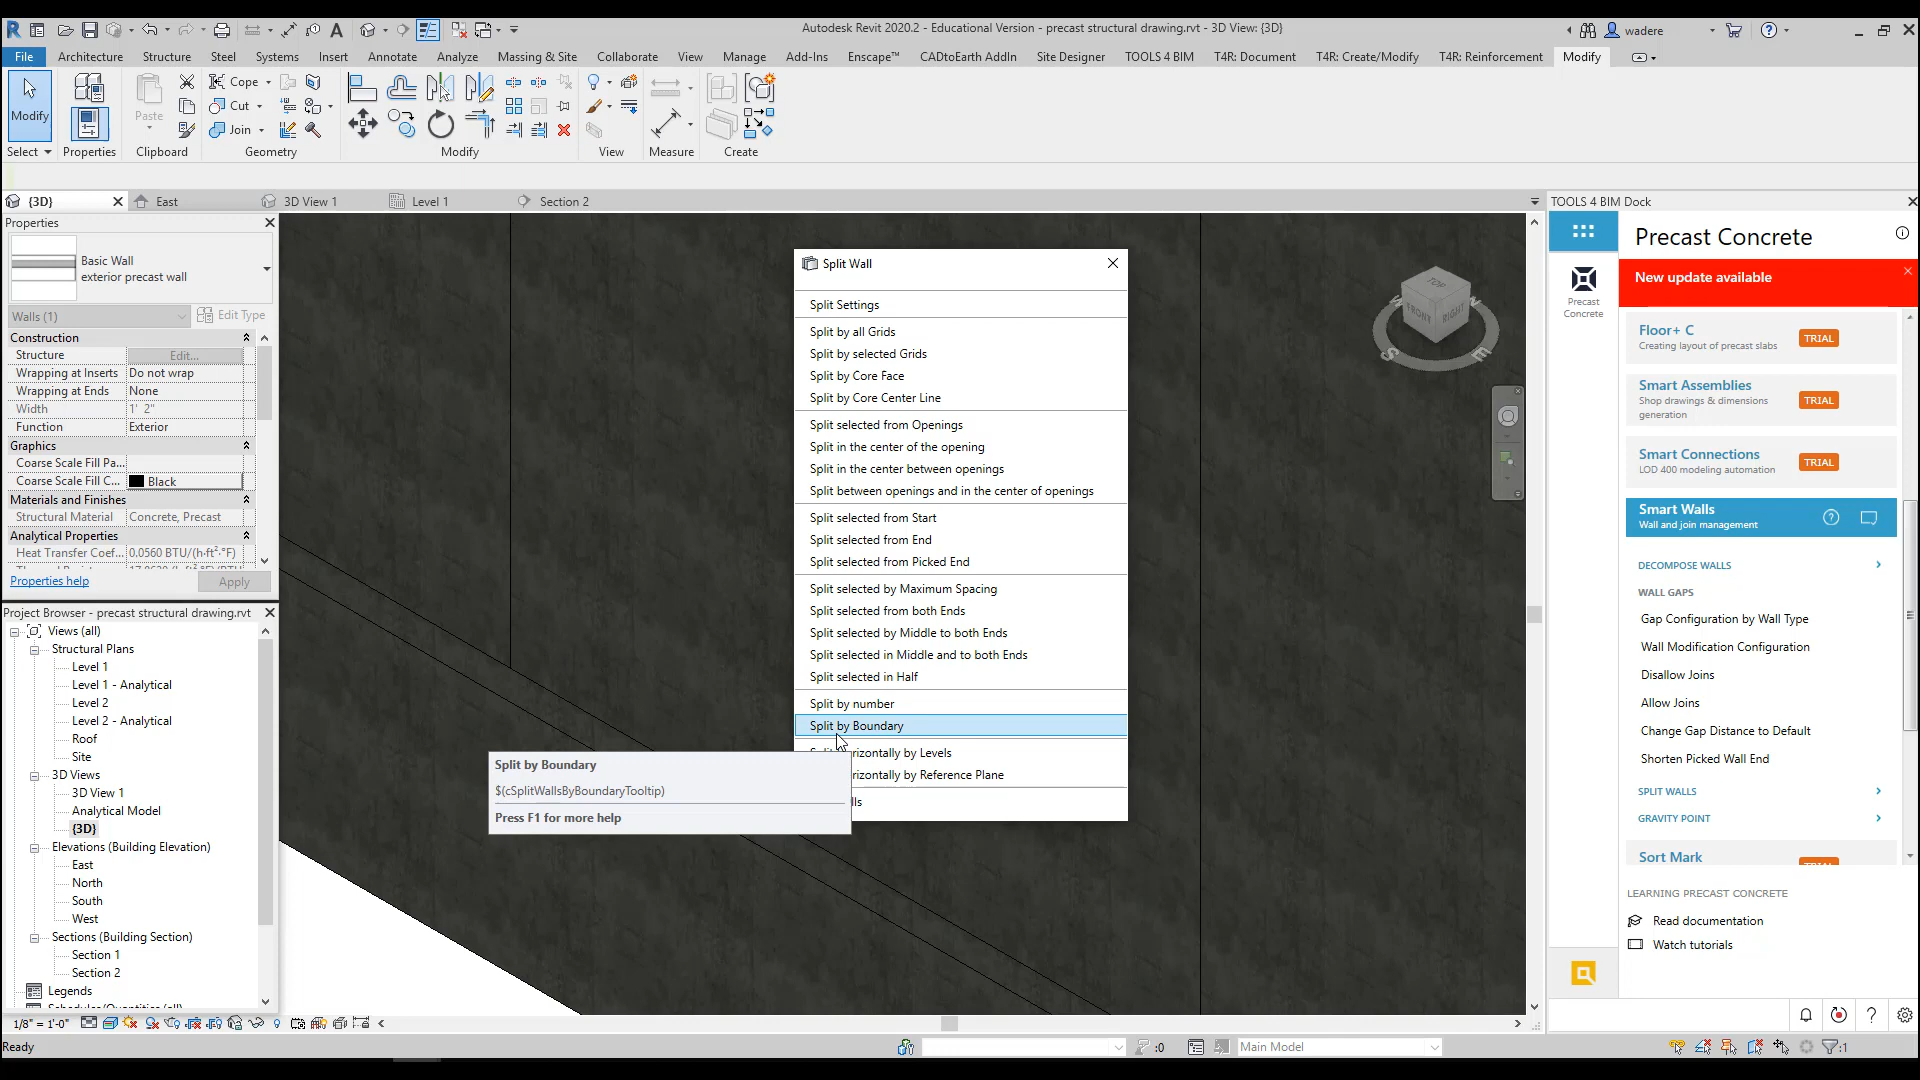 Autodesk Revit 2020.2 - Educational Version - precast structural drawing.rvt - 3D View: {3D}
wadere
File Architecture Structure Steel Systems Insert Annotate Analyze Massing & Site Collaborate View Manage Add-Ins Enscape™ CADtoEarth AddIn Site Designer TOOLS 4 BIM T4R: Document T4R: Create/Modify T4R: Reinforcement Modify
Modify
Paste
Cope
Cut
Join
Select Properties Clipboard Geometry Modify View Measure Create
{3D} East 3D View 1 Level 1 Section 2
Properties
Basic Wall
exterior precast wall
Walls (1) Edit Type
Construction
Structure Edit...
Wrapping at Inserts Do not wrap
Wrapping at Ends None
Width 1' 2"
Function Exterior
Graphics
Coarse Scale Fill Pa...
Coarse Scale Fill C... Black
Materials and Finishes
Structural Material Concrete, Precast
Analytical Properties
Heat Transfer Coef... 0.0560 BTU/(h·ft²·°F)
Properties help Apply
Project Browser - precast structural drawing.rvt
Views (all)
Structural Plans
Level 1
Level 1 - Analytical
Level 2
Level 2 - Analytical
Roof
Site
3D Views
3D View 1
Analytical Model
{3D}
Elevations (Building Elevation)
East
North
South
West
Sections (Building Section)
Section 1
Section 2
Legends
Split Wall
Split Settings
Split by all Grids
Split by selected Grids
Split by Core Face
Split by Core Center Line
Split selected from Openings
Split in the center of the opening
Split in the center between openings
Split between openings and in the center of openings
Split selected from Start
Split selected from End
Split selected from Picked End
Split selected by Maximum Spacing
Split selected from both Ends
Split selected by Middle to both Ends
Split selected in Middle and to both Ends
Split selected in Half
Split by number
Split by Boundary
rizontally by Levels
rizontally by Reference Plane
lls
Split by Boundary
$(cSplitWallsByBoundaryTooltip)
Press F1 for more help
TOP
FRONT
RIGHT
S
E
TOOLS 4 BIM Dock
Precast Concrete
Precast
Concrete
New update available
Floor+ C
Creating layout of precast slabs
TRIAL
Smart Assemblies
Shop drawings & dimensions
generation
TRIAL
Smart Connections
LOD 400 modeling automation
TRIAL
Smart Walls
Wall and join management
DECOMPOSE WALLS
WALL GAPS
Gap Configuration by Wall Type
Wall Modification Configuration
Disallow Joins
Allow Joins
Change Gap Distance to Default
Shorten Picked Wall End
SPLIT WALLS
GRAVITY POINT
Sort Mark
LEARNING PRECAST CONCRETE
Read documentation
Watch tutorials
1/8" = 1'-0"
Ready
:0
Main Model
:1